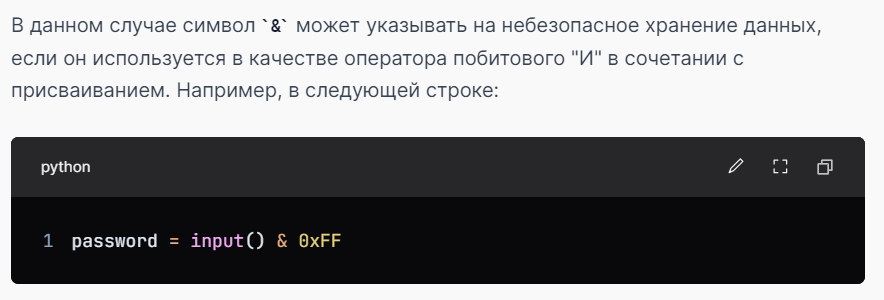 В данном случае символ `&` может указывать на небезопасное хранение данных,
если он используется в качестве оператора побитового "И" в сочетании с
присваиванием. Например, в следующей строке:
python
1 password = input() & 0xFF